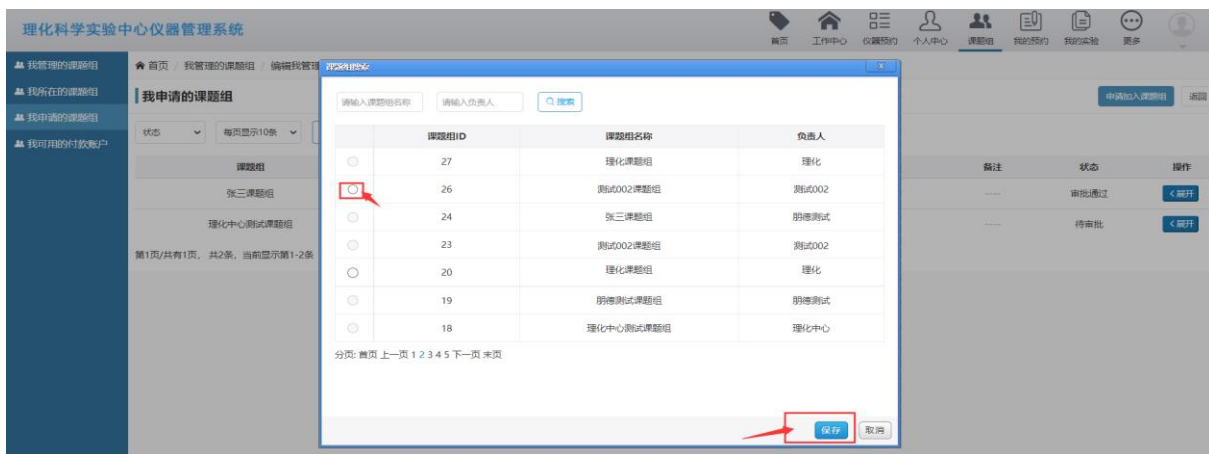 理化科学实验中心仪器管理系统
首页 工作中心 仪器预约 个人中心 课题组 我的预约 我的实验 更多
我管理的课题组
我所在的课题组
我申请的课题组
我可用的付款账户
首页 / 我管理的课题组 / 编辑我管理
我申请的课题组
申请加入课题组 返回
状态 每页显示10条
课题组 备注 状态 操作
张三课题组 ----- 审批通过 展开
理化中心测试课题组 ----- 待审批 展开
第1页/共有1页, 共2条, 当前显示第1-2条
请输入课题组名称 请输入负责人 搜索
课题组ID 课题组名称 负责人
27 理化课题组 理化
26 测试002课题组 测试002
24 张三课题组 朋德测试
23 测试002课题组 测试002
20 理化课题组 理化
19 朋德测试课题组 朋德测试
18 理化中心测试课题组 理化中心
分页: 首页 上一页 1 2 3 4 5 下一页 末页
保存 取消